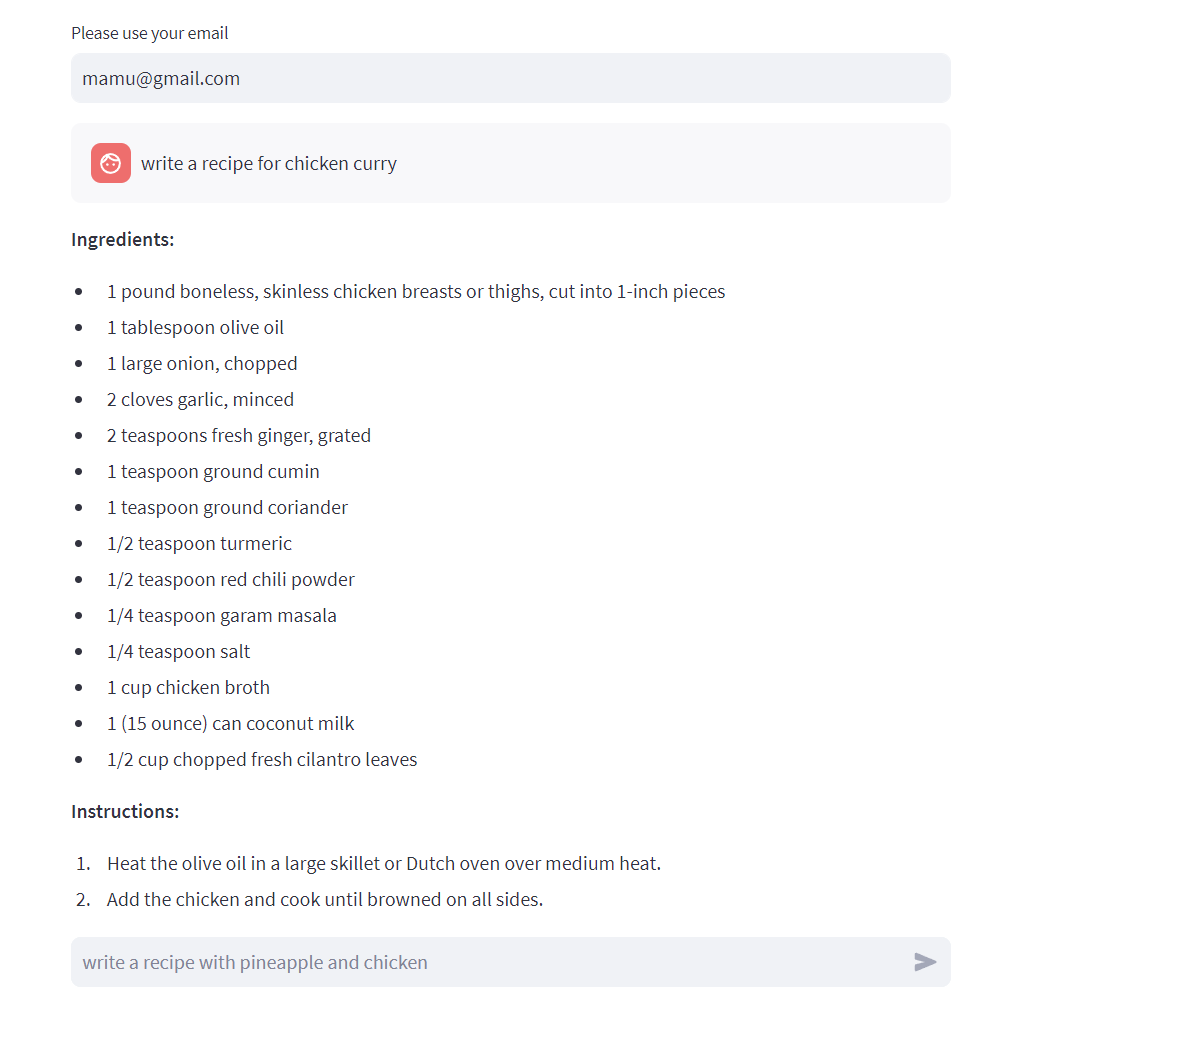 Please use your email
mamu@gmail.com
write a recipe for chicken curry
Ingredients:
• 1 pound boneless, skinless chicken breasts or thighs, cut into 1-inch pieces
• 1 tablespoon olive oil
• 1 large onion, chopped
• 2 cloves garlic, minced
• 2 teaspoons fresh ginger, grated
• 1 teaspoon ground cumin
• 1 teaspoon ground coriander
• 1/2 teaspoon turmeric
• 1/2 teaspoon red chili powder
• 1/4 teaspoon garam masala
• 1/4 teaspoon salt
• 1 cup chicken broth
• 1 (15 ounce) can coconut milk
• 1/2 cup chopped fresh cilantro leaves
Instructions:
1. Heat the olive oil in a large skillet or Dutch oven over medium heat.
2. Add the chicken and cook until browned on all sides.
write a recipe with pineapple and chicken